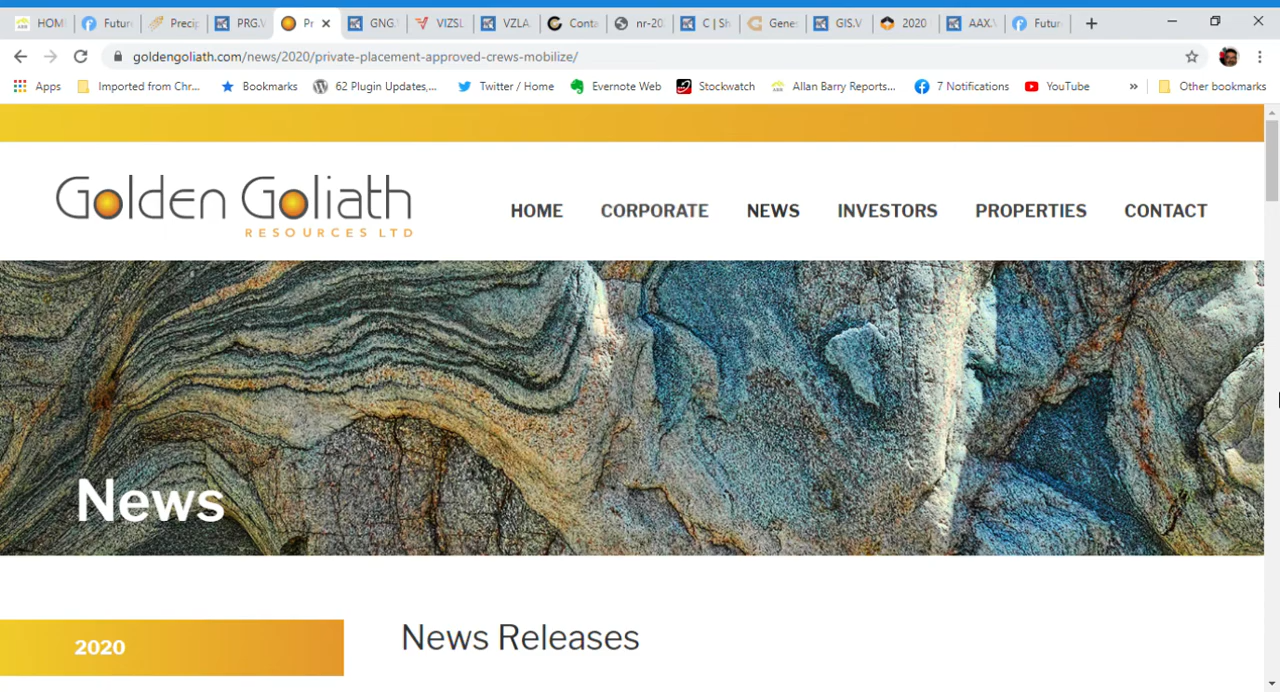 HOM Futur Precip PRG.V Pr GNG. VIZSL VZLA Conta nr-20 C | Sh Gene GIS.V 2020 AAX.V Futur
goldengoliath.com/news/2020/private-placement-approved-crews-mobilize/
Apps Imported from Chr... Bookmarks 62 Plugin Updates,... Twitter / Home Evernote Web Stockwatch Allan Barry Reports... 7 Notifications YouTube » Other bookmarks
Golden Goliath
RESOURCES LTD
HOME CORPORATE NEWS INVESTORS PROPERTIES CONTACT
News
2020
News Releases